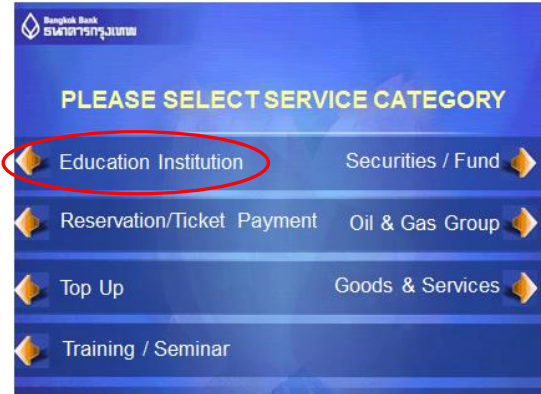 Bangkok Bank
ธนาคารกรุงเทพ
PLEASE SELECT SERVICE CATEGORY
Education Institution
Securities / Fund
Reservation/Ticket Payment
Oil & Gas Group
Top Up
Goods & Services
Training / Seminar